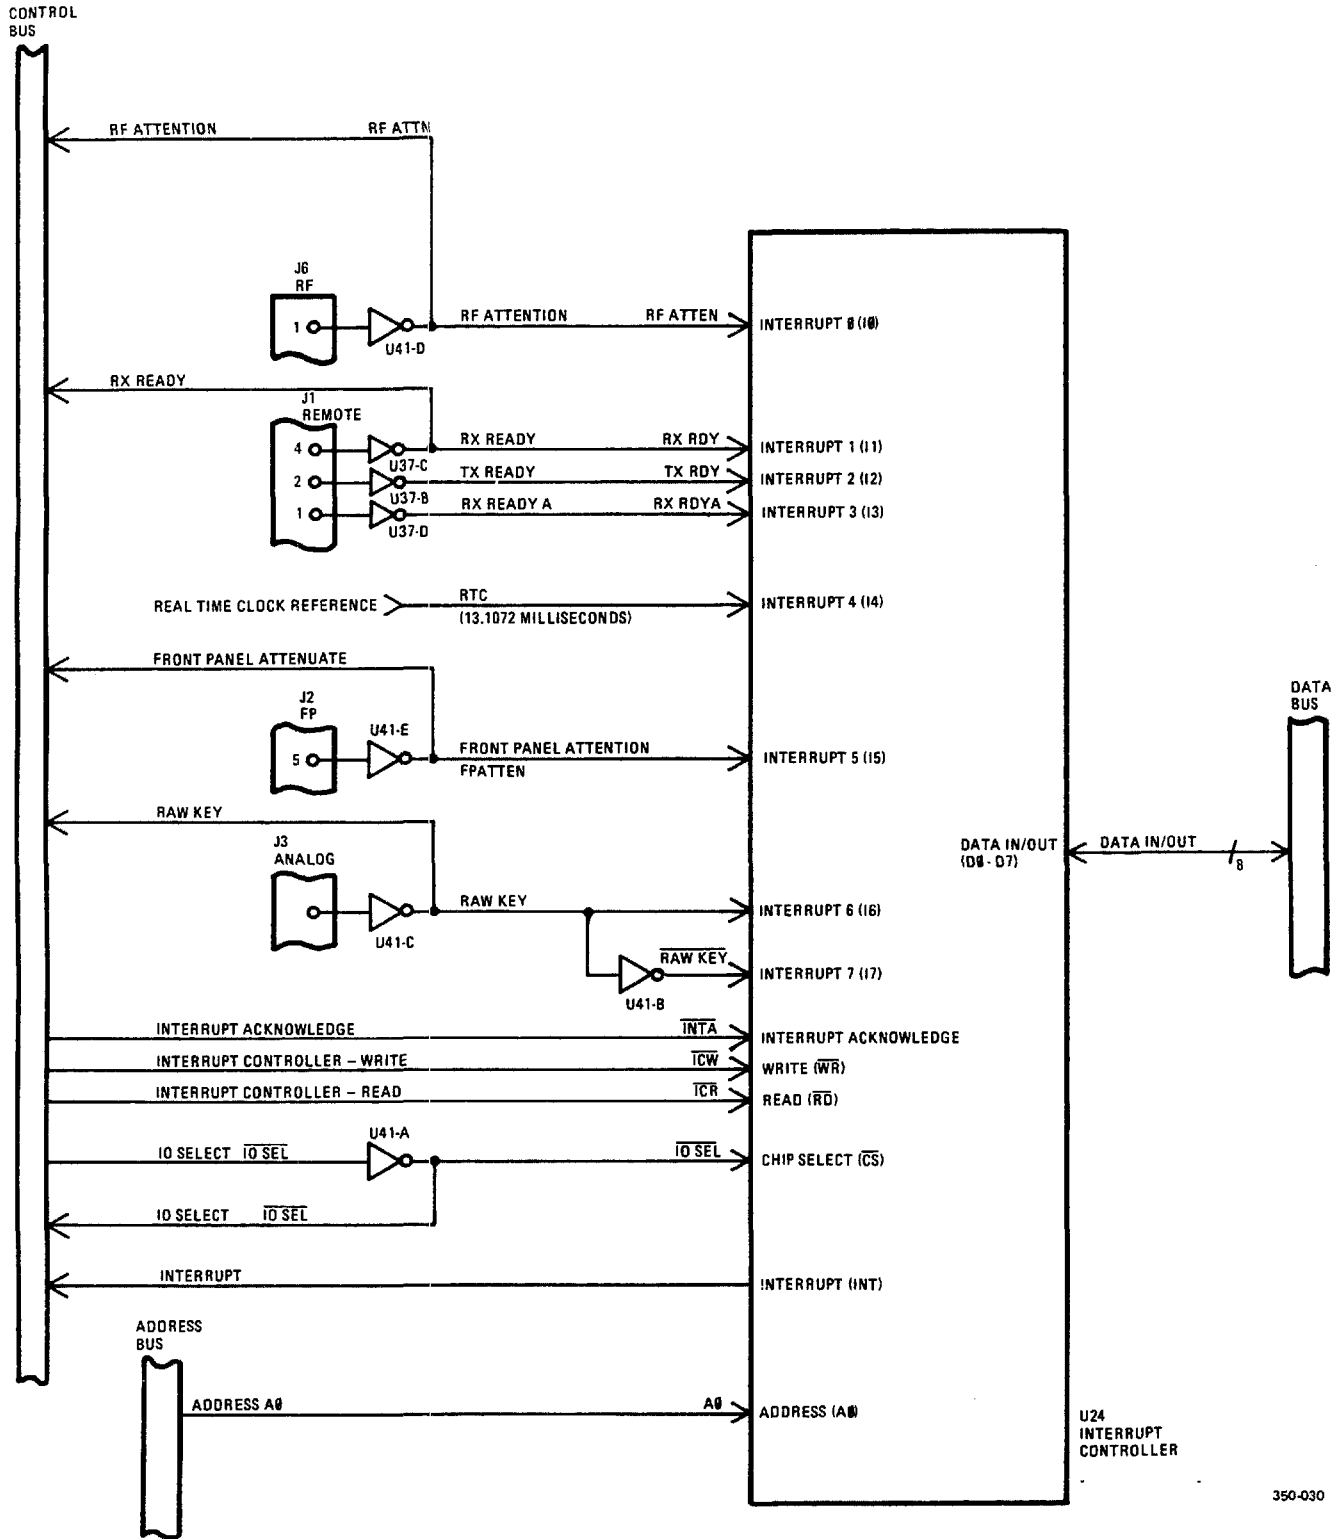 CONTROL
BUS
RF ATTENTION RF ATTN
J6
RF
1
U41-D
RF ATTENTION RF ATTEN
INTERRUPT 0 (I0)
RX READY
J1
REMOTE
4
U37-C
RX READY RX RDY
INTERRUPT 1 (I1)
2
U37-B
TX READY TX RDY
INTERRUPT 2 (I2)
1
U37-D
RX READY A RX RDYA
INTERRUPT 3 (I3)
REAL TIME CLOCK REFERENCE
RTC
(13.1072 MILLISECONDS)
INTERRUPT 4 (I4)
FRONT PANEL ATTENUATE
J2
FP
5
U41-E
FRONT PANEL ATTENTION
FPATTEN
INTERRUPT 5 (I5)
DATA
BUS
RAW KEY
J3
ANALOG
U41-C
RAW KEY
INTERRUPT 6 (I6)
DATA IN/OUT
(D0 - D7)
DATA IN/OUT
8
RAW KEY
U41-B
INTERRUPT 7 (I7)
INTERRUPT ACKNOWLEDGE INTA
INTERRUPT ACKNOWLEDGE
INTERRUPT CONTROLLER – WRITE ICW
WRITE (WR)
INTERRUPT CONTROLLER – READ ICR
READ (RD)
U41-A
IO SELECT IO SEL
IO SEL
CHIP SELECT (CS)
IO SELECT IO SEL
INTERRUPT
INTERRUPT (INT)
ADDRESS
BUS
ADDRESS A0 A0
ADDRESS (A0)
U24
INTERRUPT
CONTROLLER
350-030